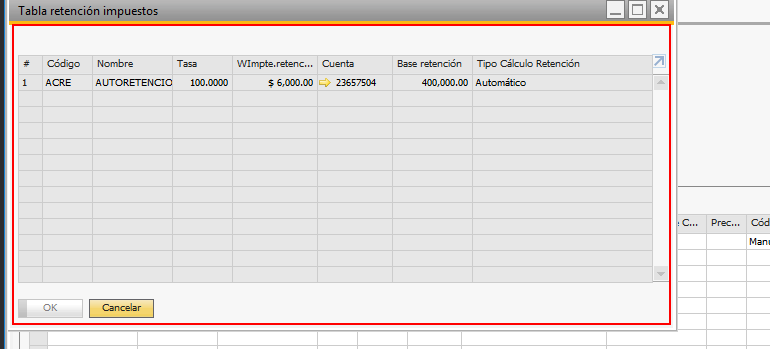 Tabla retención impuestos
# Código Nombre Tasa WImpte.retenc... Cuenta Base retención Tipo Cálculo Retención
1 ACRE AUTORETENCIO 100.0000 $ 6,000.00 23657504 400,000.00 Automático
C... Prec... Cód
Manu
OK Cancelar